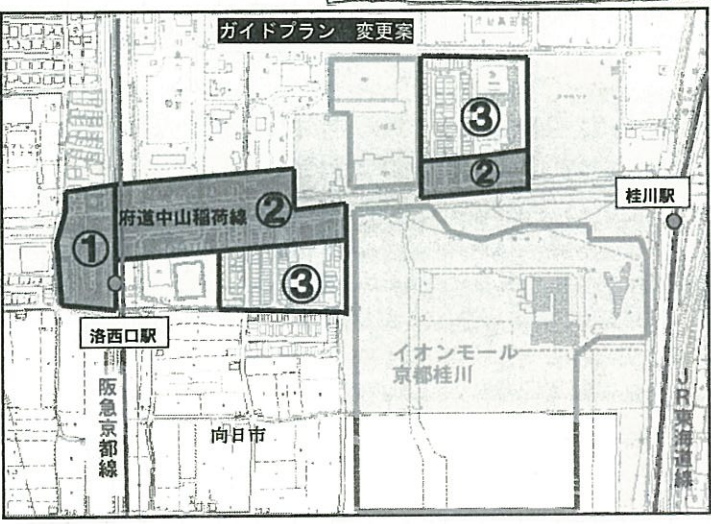 ガイドプラン 変更案
③
②
桂川駅
府道中山稲荷線
②
①
③
洛西口駅
イオンモール
京都桂川
阪急京都線
向日市
JR東海道線